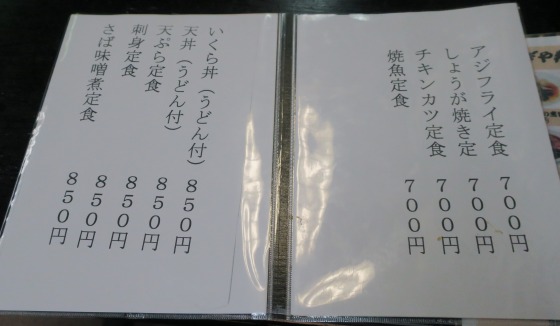 アジフライ定食 700円
しょうが焼き定 700円
チキンカツ定食 700円
焼魚定食 700円
いくら丼（うどん付） 850円
天丼（うどん付） 850円
天ぷら定食 850円
刺身定食 850円
さば味噌煮定食 850円